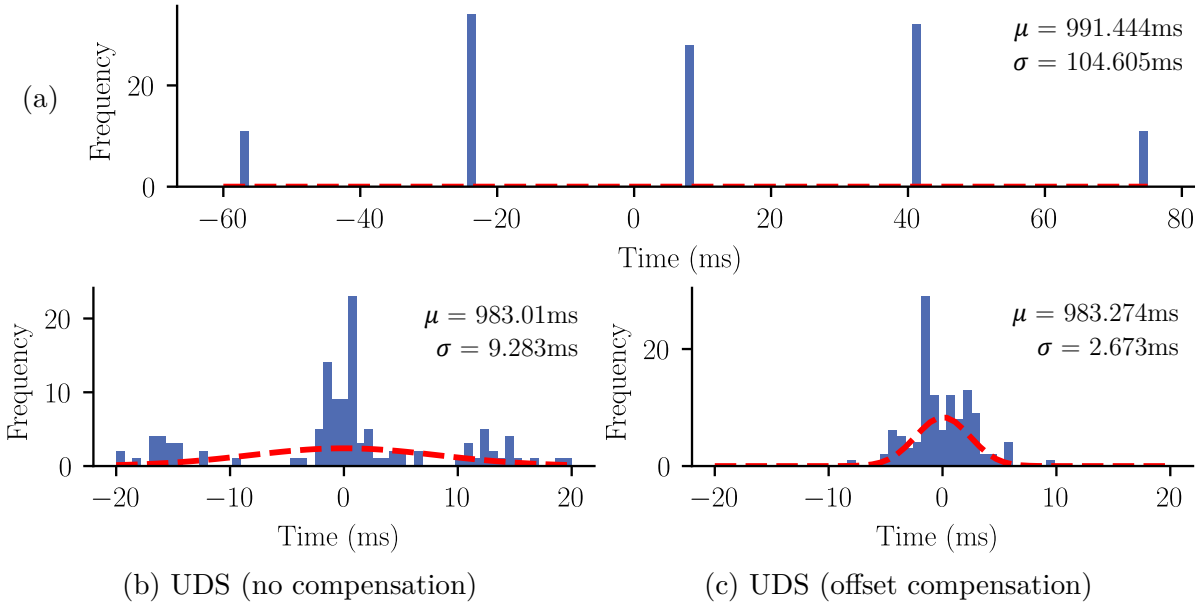 μ = 991.444ms
σ = 104.605ms
(a)
Frequency
20
0
−60 −40 −20 0 20 40 60 80
Time (ms)
μ = 983.01ms
σ = 9.283ms
Frequency
20
10
0
−20 −10 0 10 20
Time (ms)
(b) UDS (no compensation)
μ = 983.274ms
σ = 2.673ms
Frequency
20
0
−20 −10 0 10 20
Time (ms)
(c) UDS (offset compensation)